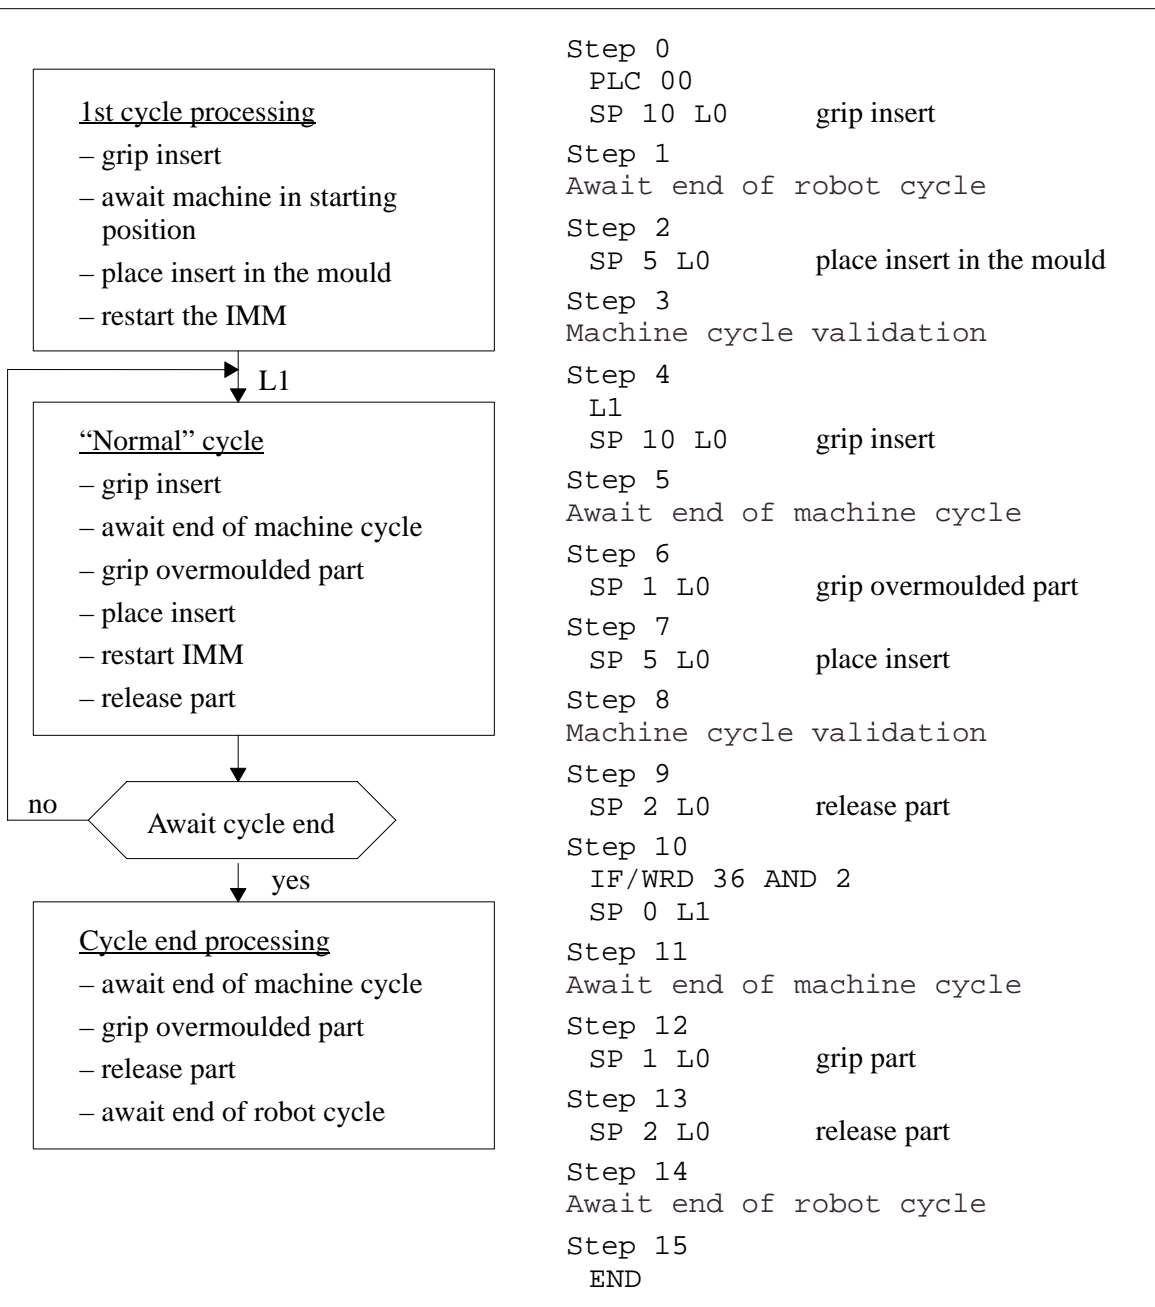 1st cycle processing
– grip insert
– await machine in starting
position
– place insert in the mould
– restart the IMM
L1
“Normal” cycle
– grip insert
– await end of machine cycle
– grip overmoulded part
– place insert
– restart IMM
– release part
no
Await cycle end
yes
Cycle end processing
– await end of machine cycle
– grip overmoulded part
– release part
– await end of robot cycle
Step 0
PLC 00
SP 10 L0 grip insert
Step 1
Await end of robot cycle
Step 2
SP 5 L0 place insert in the mould
Step 3
Machine cycle validation
Step 4
L1
SP 10 L0 grip insert
Step 5
Await end of machine cycle
Step 6
SP 1 L0 grip overmoulded part
Step 7
SP 5 L0 place insert
Step 8
Machine cycle validation
Step 9
SP 2 L0 release part
Step 10
IF/WRD 36 AND 2
SP 0 L1
Step 11
Await end of machine cycle
Step 12
SP 1 L0 grip part
Step 13
SP 2 L0 release part
Step 14
Await end of robot cycle
Step 15
END